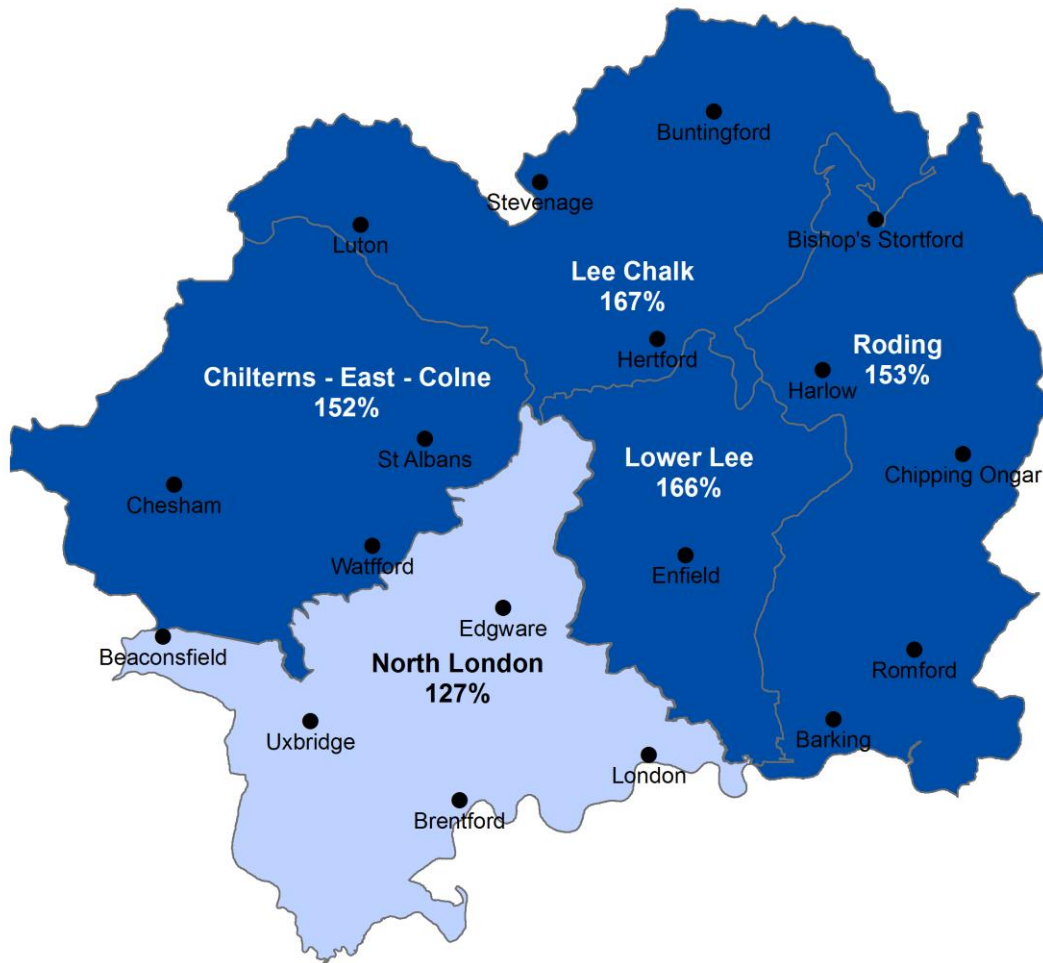 Buntingford
Stevenage
Bishop's Stortford
Luton
Lee Chalk
167%
Hertford
Roding
153%
Harlow
Chilterns - East - Colne
152%
St Albans
Lower Lee
166%
Chipping Ongar
Chesham
Watfford
Enfield
Edgware
Beaconsfield
North London
127%
Romford
Uxbridge
Barking
London
Brentford